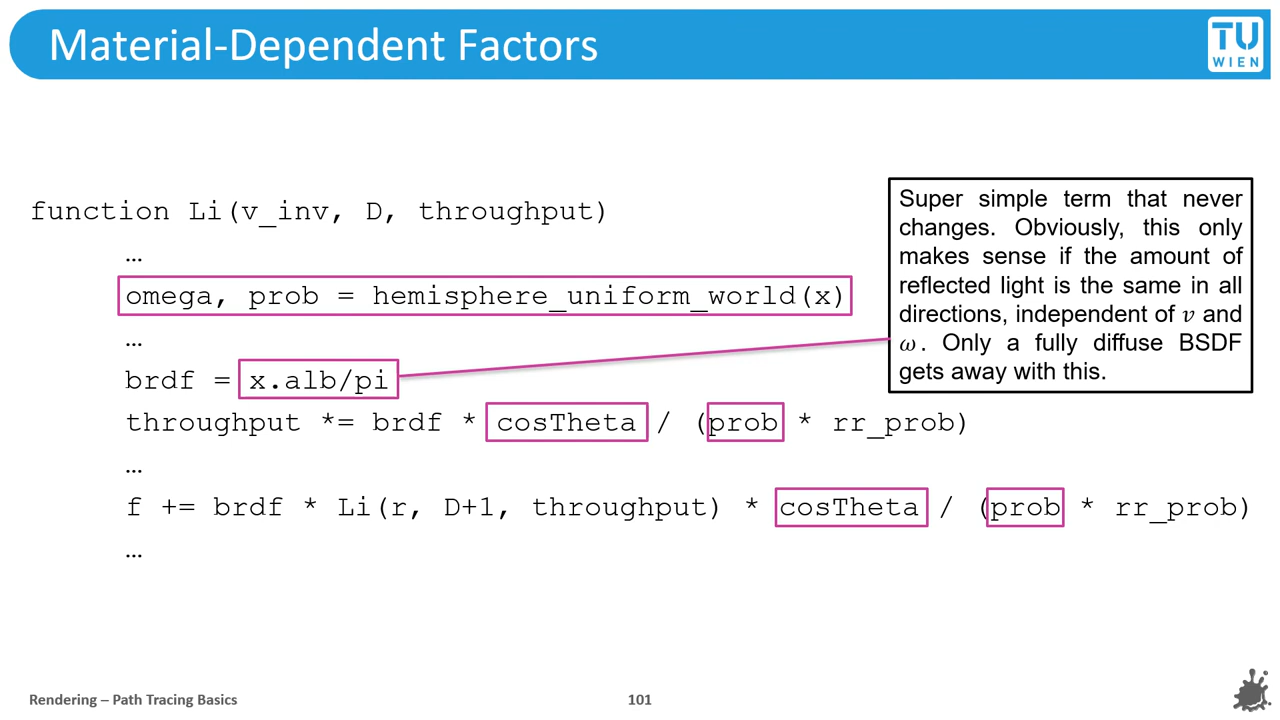 Material-Dependent Factors
TU
WIEN
function Li(v_inv, D, throughput)
…
omega, prob = hemisphere_uniform_world(x)
…
brdf = x.alb/pi
throughput *= brdf * cosTheta / (prob * rr_prob)
…
f += brdf * Li(r, D+1, throughput) * cosTheta / (prob * rr_prob)
…
Super simple term that never
changes. Obviously, this only
makes sense if the amount of
reflected light is the same in all
directions, independent of 𝑣 and
𝜔. Only a fully diffuse BSDF
gets away with this.
Rendering – Path Tracing Basics
101